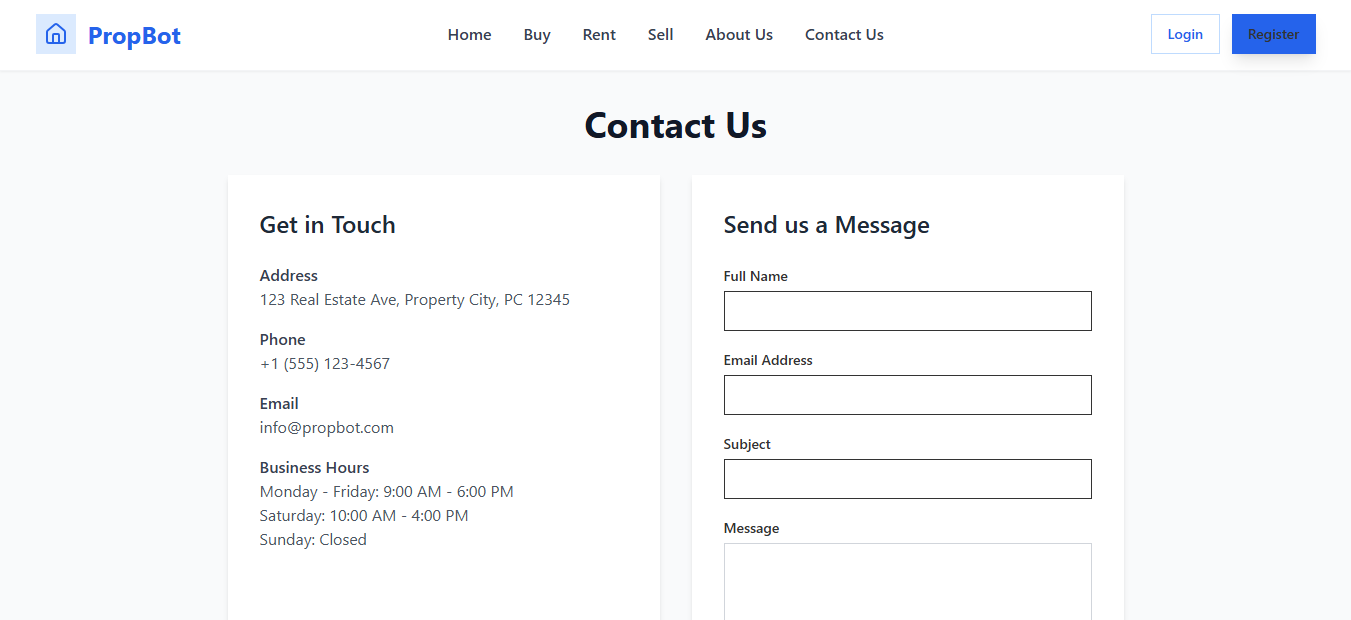 PropBot
Home
Buy
Rent
Sell
About Us
Contact Us
Login
Register
Contact Us
Get in Touch
Address
123 Real Estate Ave, Property City, PC 12345
Phone
+1 (555) 123-4567
Email
info@propbot.com
Business Hours
Monday - Friday: 9:00 AM - 6:00 PM
Saturday: 10:00 AM - 4:00 PM
Sunday: Closed
Send us a Message
Full Name
Email Address
Subject
Message